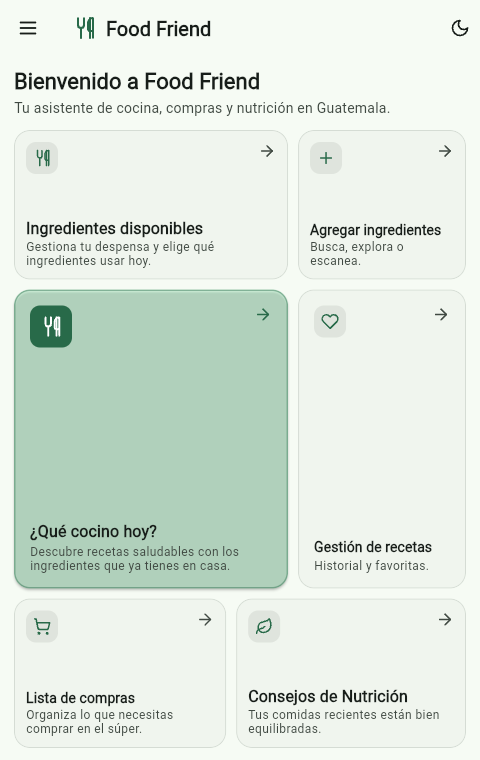 Food Friend
Bienvenido a Food Friend
Tu asistente de cocina, compras y nutrición en Guatemala.
Ingredientes disponibles
Gestiona tu despensa y elige qué
ingredientes usar hoy.
Agregar ingredientes
Busca, explora o
escanea.
¿Qué cocino hoy?
Descubre recetas saludables con los
ingredientes que ya tienes en casa.
Gestión de recetas
Historial y favoritas.
Lista de compras
Organiza lo que necesitas
comprar en el súper.
Consejos de Nutrición
Tus comidas recientes están bien
equilibradas.